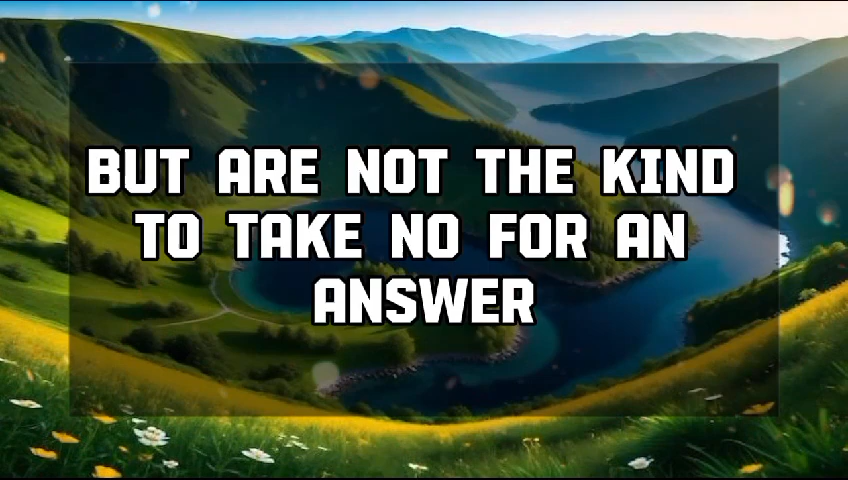 BUT ARE NOT THE KIND
TO TAKE NO FOR AN
ANSWER